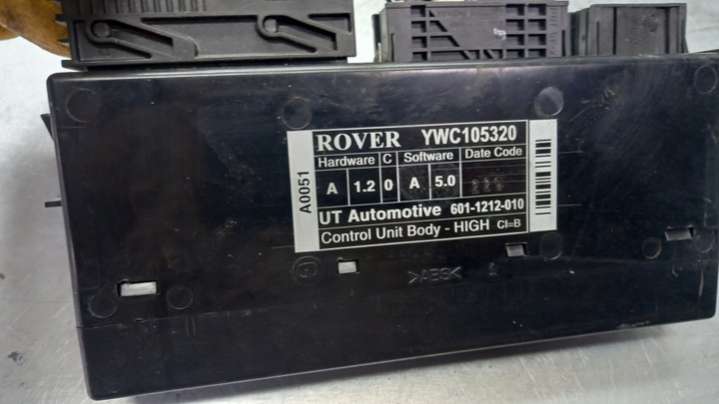 ROVER YWC105320
Hardware C Software Date Code
A 1.2 0 A 5.0
UT Automotive 601-1212-010
Control Unit Body - HIGH CI=B
A0051
>ABS<